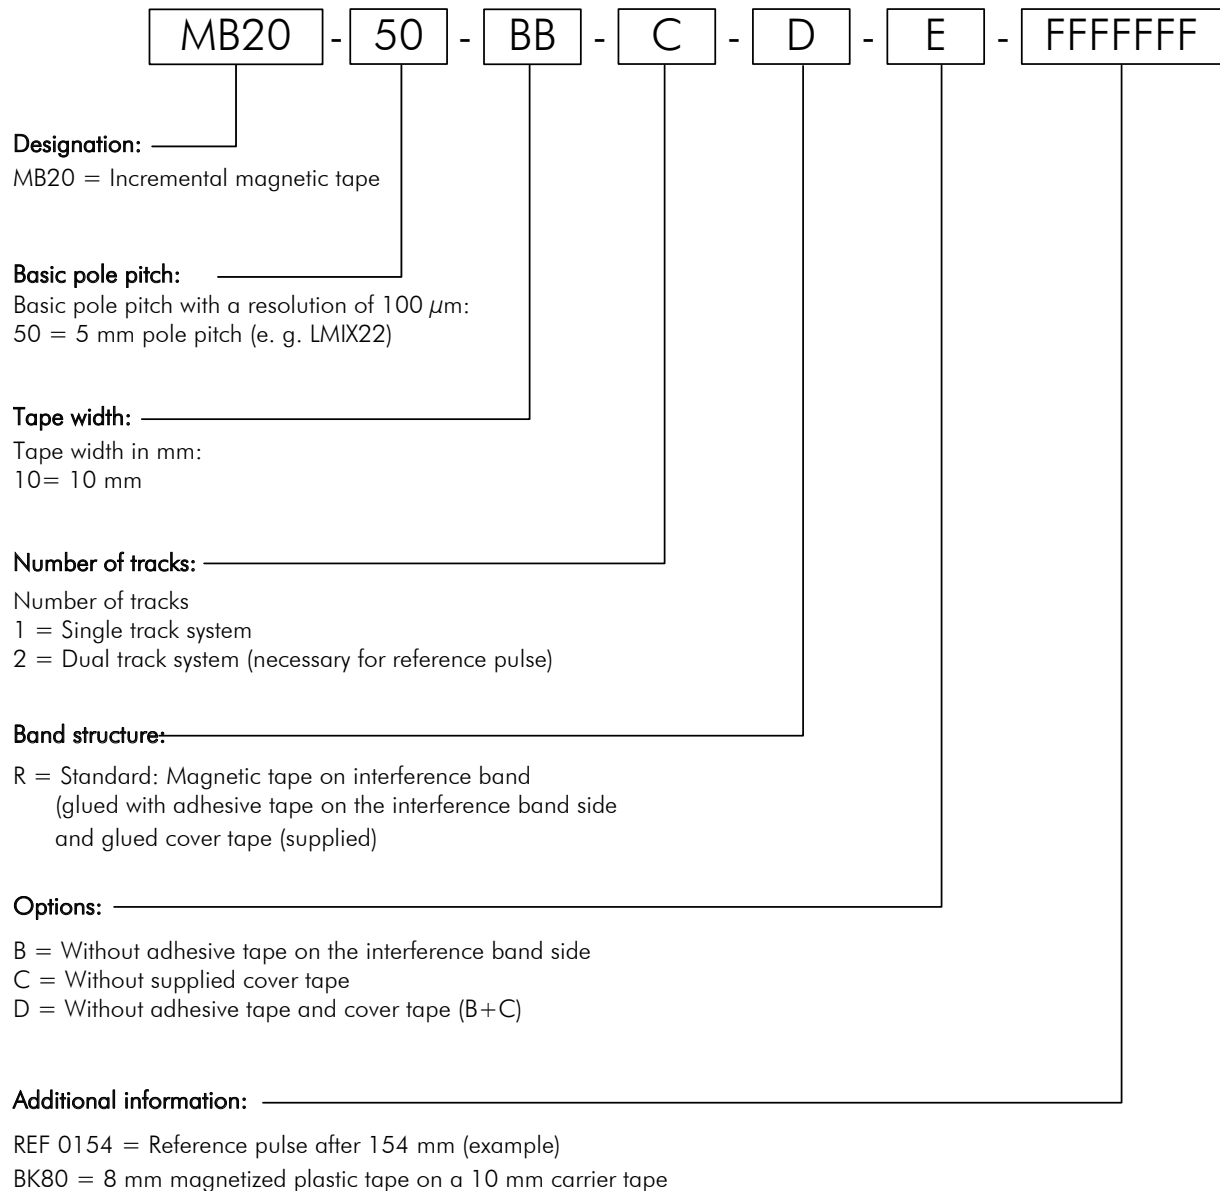 MB20 - 50 - BB - C - D - E - FFFFFFF
Designation:
MB20 = Incremental magnetic tape
Basic pole pitch:
Basic pole pitch with a resolution of 100 µm:
50 = 5 mm pole pitch (e. g. LMIX22)
Tape width:
Tape width in mm:
10= 10 mm
Number of tracks:
Number of tracks
1 = Single track system
2 = Dual track system (necessary for reference pulse)
Band structure:
R = Standard: Magnetic tape on interference band
(glued with adhesive tape on the interference band side
and glued cover tape (supplied)
Options:
B = Without adhesive tape on the interference band side
C = Without supplied cover tape
D = Without adhesive tape and cover tape (B+C)
Additional information:
REF 0154 = Reference pulse after 154 mm (example)
BK80 = 8 mm magnetized plastic tape on a 10 mm carrier tape